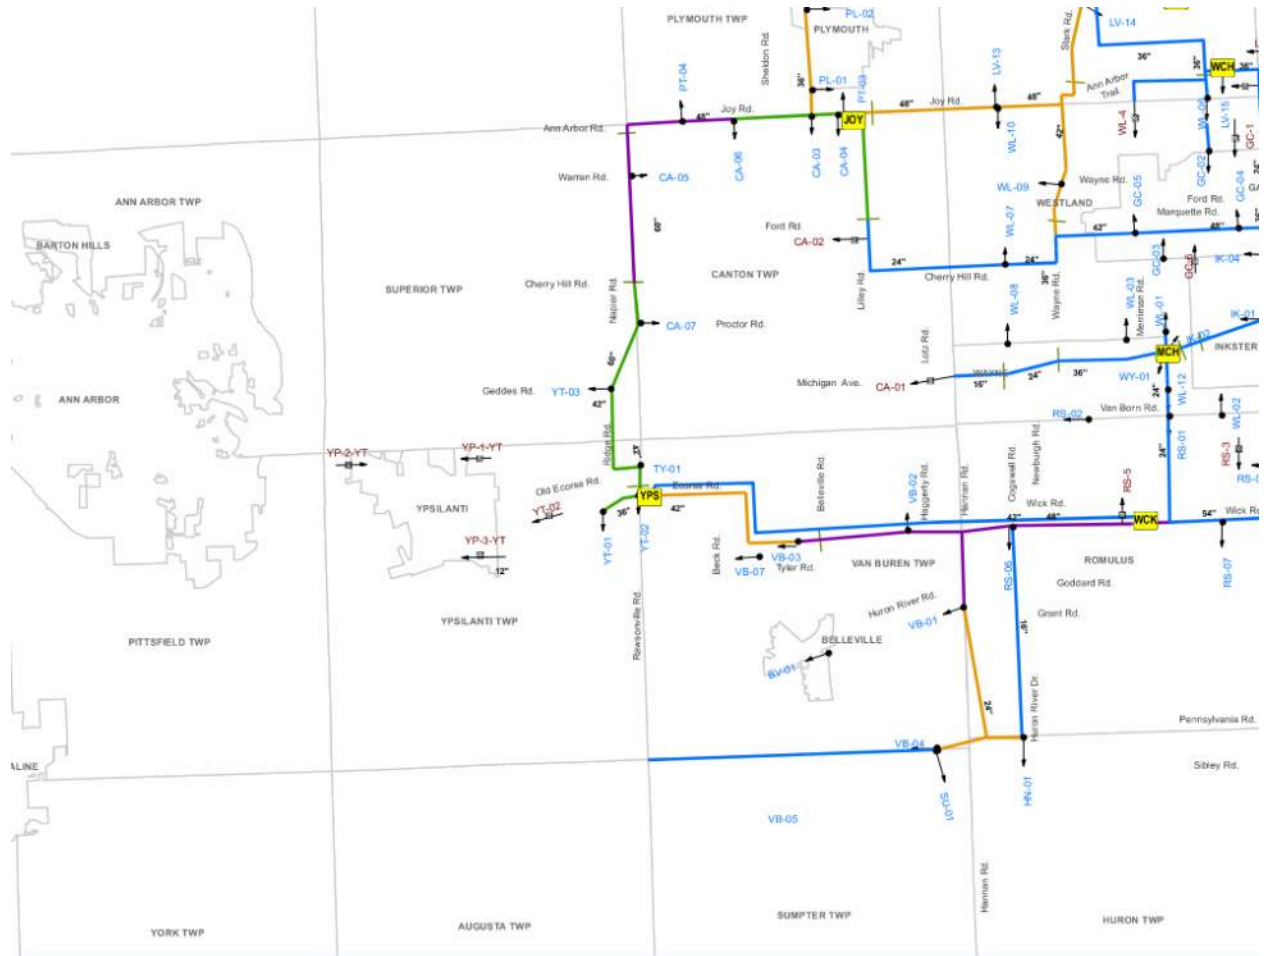 PLYMOUTH TWP
PL-02
PLYMOUTH
Stark Rd.
LV-14
36"
36"
WCH
36"
Sheldon Rd.
PT-04
36"
PL-01
PT-03
LV-13
Ann Arbor
Trail.
48"
Joy Rd.
JOY
48"
Joy Rd.
48"
Ann Arbor Rd.
42"
WL-4
WL-06
LV-15
GC-1
CA-06
CA-03
CA-04
WL-10
GC-02
24"
Warren Rd.
CA-05
WL-09
Wayne Rd.
GC-05
GC-04
ANN ARBOR TWP
WESTLAND
Ford Rd.
Marquette Rd.
60"
Ford Rd.
CA-02
WL-07
42"
48"
36"
BARTON HILLS
CANTON TWP
24"
24"
Cherry Hill Rd.
GC-03
GC-6
IK-04
SUPERIOR TWP
Cherry Hill Rd.
Napier Rd.
Lilley Rd.
36"
Wayne Rd.
WL-08
WL-03
Merriman Rd.
WL-01
IK-01
CA-07
Proctor Rd.
Lotz Rd.
IK-02
INKSTER
MCH
60"
Geddes Rd.
YT-03
42"
Michigan Ave.
CA-01
WAYNE
16"
24"
36"
WY-01
24"
WL-12
ANN ARBOR
RS-02
Van Born Rd.
WL-02
Ridge Rd.
42"
YP-2-YT
YP-1-YT
TY-01
Belleville Rd.
VB-02
Haggerty Rd.
Hannan Rd.
Cogswell Rd.
Newburgh Rd.
24"
RS-01
RS-3
RS-5
Old Ecorse Rd.
YPS
Ecorse Rd.
42"
36"
YPSILANTI
YT-02
Wick Rd.
42"
48"
WCK
54"
Wick Rd
YP-3-YT
12"
YT-01
YT-02
Beck Rd.
VB-03
VB-07
Tyler Rd.
VAN BUREN TWP
RS-06
ROMULUS
RS-07
Goddard Rd.
Huron River Rd.
VB-01
Grant Rd.
16"
PITTSFIELD TWP
YPSILANTI TWP
Rawsonville Rd.
BELLEVILLE
BV-01
24"
Huron River Dr.
Pennsylvania Rd.
VB-04
ALINE
Sibley Rd.
SU-01
HN-01
VB-05
Hannan Rd.
YORK TWP
AUGUSTA TWP
SUMPTER TWP
HURON TWP